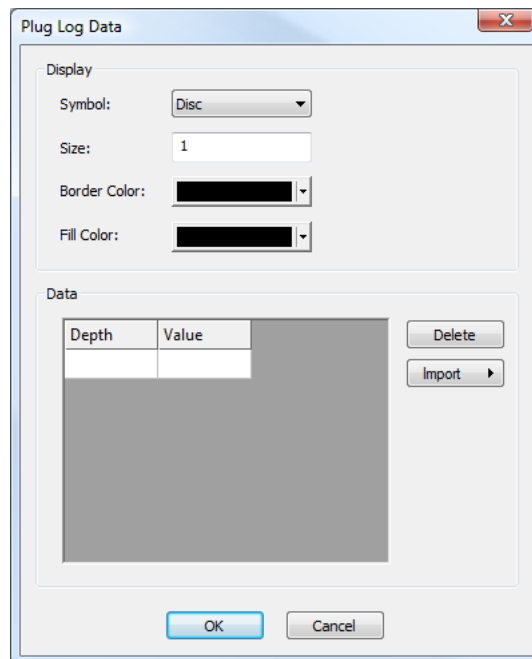 Plug Log Data
Display
Symbol: Disc
Size: 1
Border Color:
Fill Color:
Data
Depth Value
Delete
Import
OK Cancel